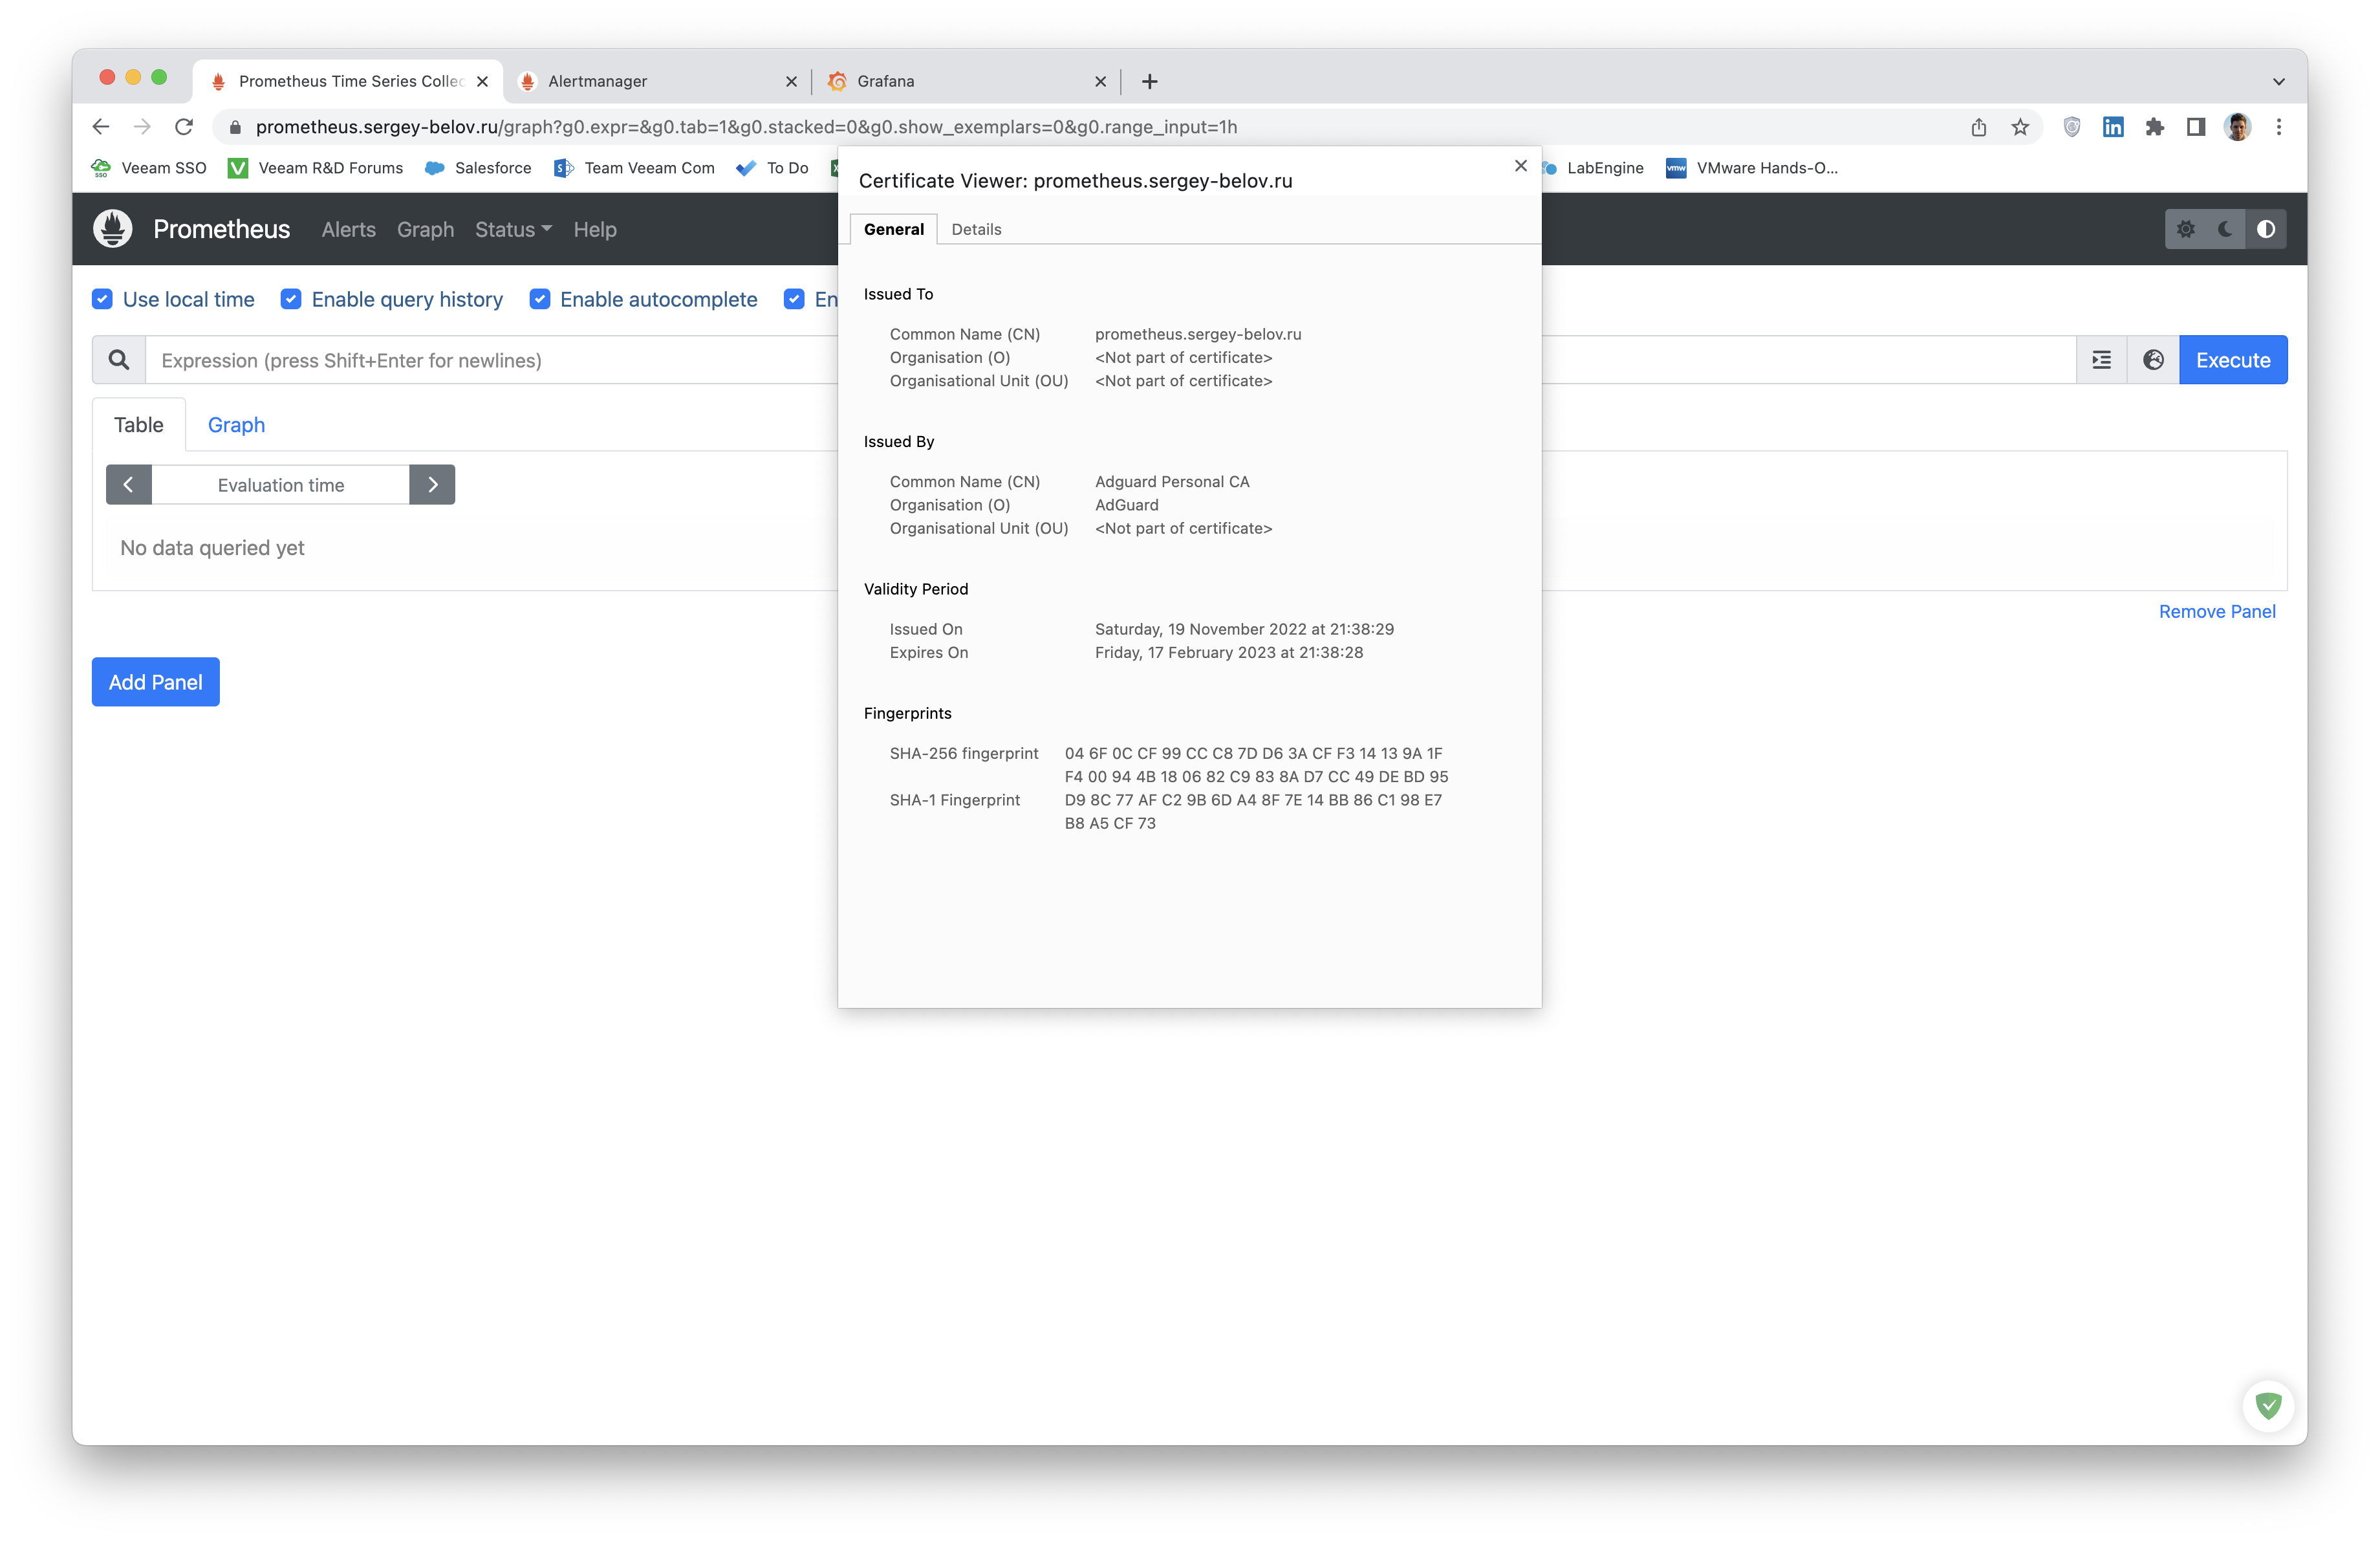 Prometheus Time Series Collec
Alertmanager
Grafana
prometheus.sergey-belov.ru/graph?g0.expr=&g0.tab=1&g0.stacked=0&g0.show_exemplars=0&g0.range_input=1h
Veeam SSO Veeam R&D Forums Salesforce Team Veeam Com To Do LabEngine VMware Hands-O...
Prometheus Alerts Graph Status Help
Use local time Enable query history Enable autocomplete En
Expression (press Shift+Enter for newlines)
Execute
Table Graph
Evaluation time
No data queried yet
Remove Panel
Add Panel
Certificate Viewer: prometheus.sergey-belov.ru
General Details
Issued To
Common Name (CN) prometheus.sergey-belov.ru
Organisation (O) <Not part of certificate>
Organisational Unit (OU) <Not part of certificate>
Issued By
Common Name (CN) Adguard Personal CA
Organisation (O) AdGuard
Organisational Unit (OU) <Not part of certificate>
Validity Period
Issued On Saturday, 19 November 2022 at 21:38:29
Expires On Friday, 17 February 2023 at 21:38:28
Fingerprints
SHA-256 fingerprint 04 6F 0C CF 99 CC C8 7D D6 3A CF F3 14 13 9A 1F
F4 00 94 4B 18 06 82 C9 83 8A D7 CC 49 DE BD 95
SHA-1 Fingerprint D9 8C 77 AF C2 9B 6D A4 8F 7E 14 BB 86 C1 98 E7
B8 A5 CF 73